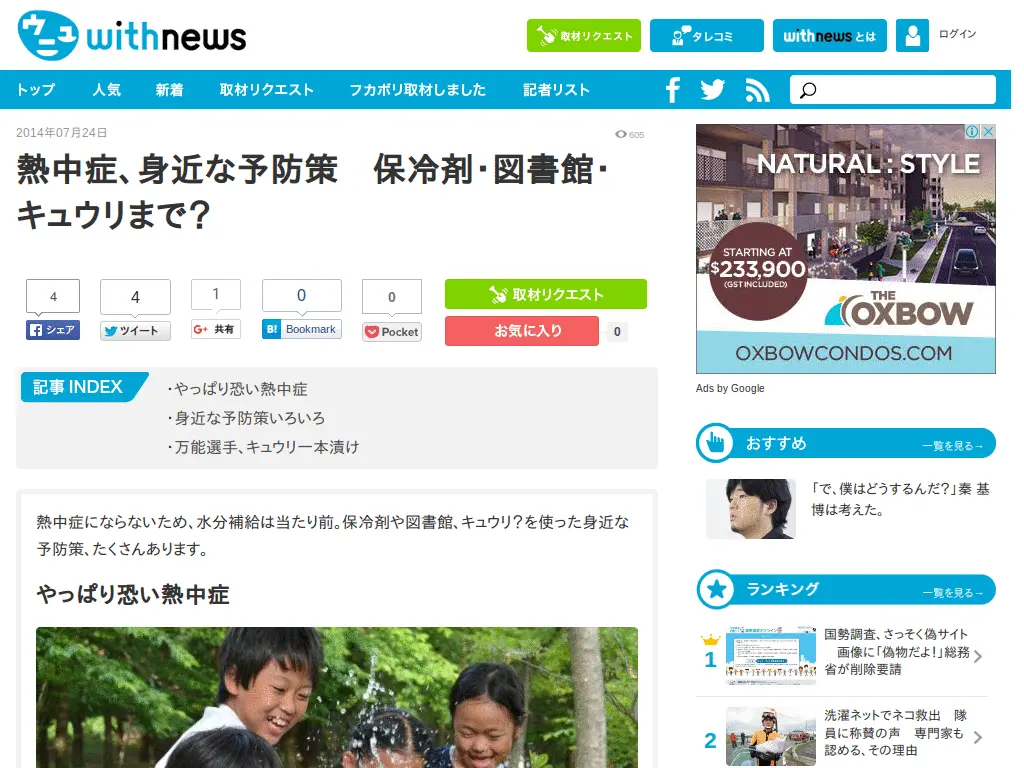 ウニュ withnews
取材リクエスト
タレコミ
withnews とは
ログイン
トップ 人気 新着 取材リクエスト フカボリ取材しました 記者リスト
2014年07月24日
605
熱中症、身近な予防策 保冷剤・図書館・
キュウリまで？
4
シェア
4
ツイート
1
G+ 共有
0
B! Bookmark
0
Pocket
取材リクエスト
お気に入り
0
記事 INDEX
・やっぱり恐い熱中症
・身近な予防策いろいろ
・万能選手、キュウリ一本漬け
熱中症にならないため、水分補給は当たり前。保冷剤や図書館、キュウリ？を使った身近な
予防策、たくさんあります。
やっぱり恐い熱中症
NATURAL : STYLE
STARTING AT
$233,900
(GST INCLUDED)
THE
OXBOW
OXBOWCONDOS.COM
Ads by Google
おすすめ
一覧を見る→
「で、僕はどうするんだ？」秦 基
博は考えた。
ランキング
一覧を見る→
1
国勢調査、さっそく偽サイト
画像に「偽物だよ！」総務
省が削除要請
2
洗濯ネットでネコ救出 隊
員に称賛の声 専門家も
認める、その理由